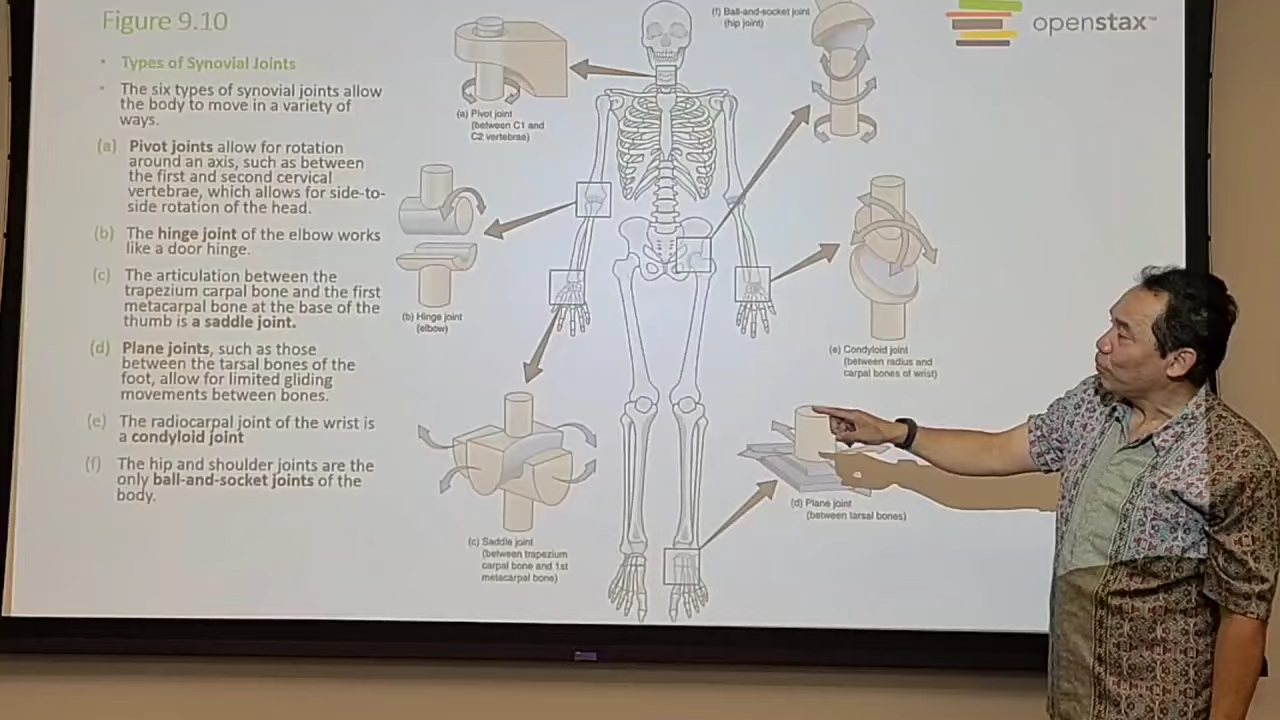 Figure 9.10
• Types of Synovial Joints
• The six types of synovial joints allow
the body to move in a variety of
ways.
(a) Pivot joints allow for rotation
around an axis, such as between
the first and second cervical
vertebrae, which allows for side-to-
side rotation of the head.
(b) The hinge joint of the elbow works
like a door hinge.
(c) The articulation between the
trapezium carpal bone and the first
metacarpal bone at the base of the
thumb is a saddle joint.
(d) Plane joints, such as those
between the tarsal bones of the
foot, allow for limited gliding
movements between bones.
(e) The radiocarpal joint of the wrist is
a condyloid joint
(f) The hip and shoulder joints are the
only ball-and-socket joints of the
body.
(a) Pivot joint
(between C1 and
C2 vertebrae)
(b) Hinge joint
(elbow)
(c) Saddle joint
(between trapezium
carpal bone and 1st
metacarpal bone)
(f) Ball-and-socket joint
(hip joint)
(e) Condyloid joint
(between radius and
carpal bones of wrist)
(d) Plane joint
(between tarsal bones)
openstax™